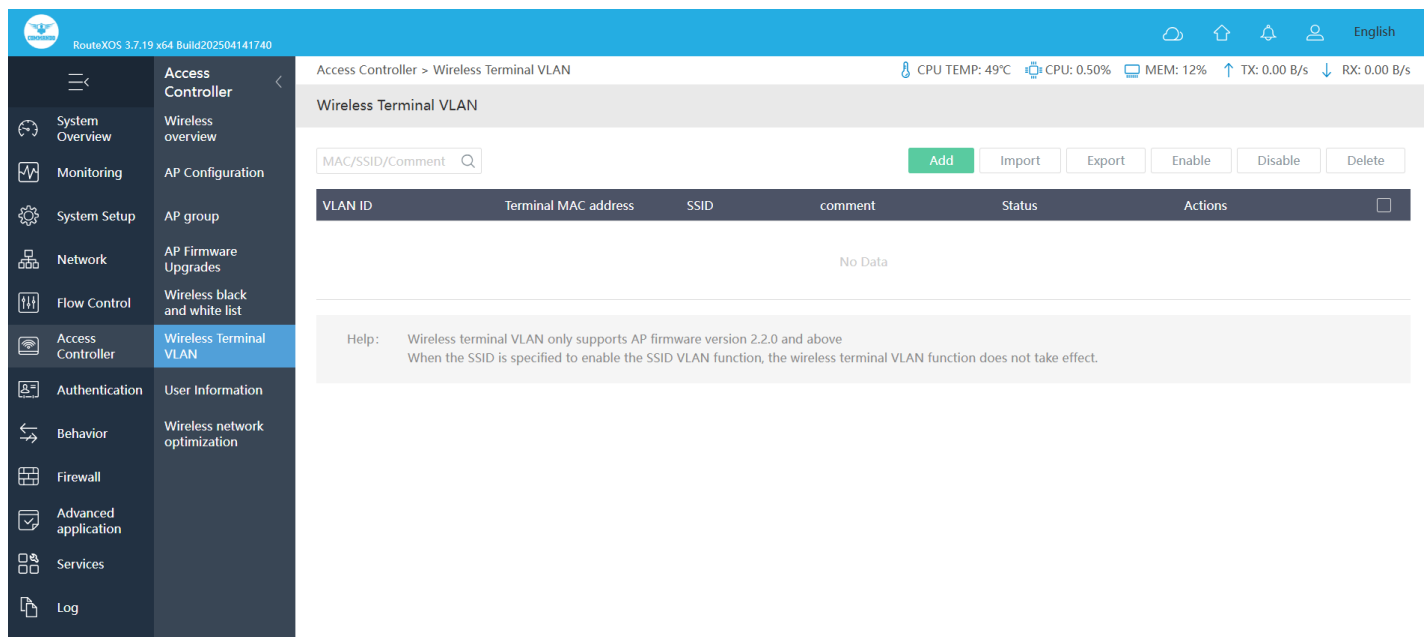 RouteXOS 3.7.19 x64 Build202504141740
English
Access Controller
Access Controller > Wireless Terminal VLAN
CPU TEMP: 49℃ CPU: 0.50% MEM: 12% TX: 0.00 B/s RX: 0.00 B/s
Wireless Terminal VLAN
System Overview
Monitoring
System Setup
Network
Flow Control
Access Controller
Authentication
Behavior
Firewall
Advanced application
Services
Log
Wireless overview
AP Configuration
AP group
AP Firmware Upgrades
Wireless black and white list
Wireless Terminal VLAN
User Information
Wireless network optimization
MAC/SSID/Comment
Add Import Export Enable Disable Delete
VLAN ID Terminal MAC address SSID comment Status Actions
No Data
Help: Wireless terminal VLAN only supports AP firmware version 2.2.0 and above
When the SSID is specified to enable the SSID VLAN function, the wireless terminal VLAN function does not take effect.